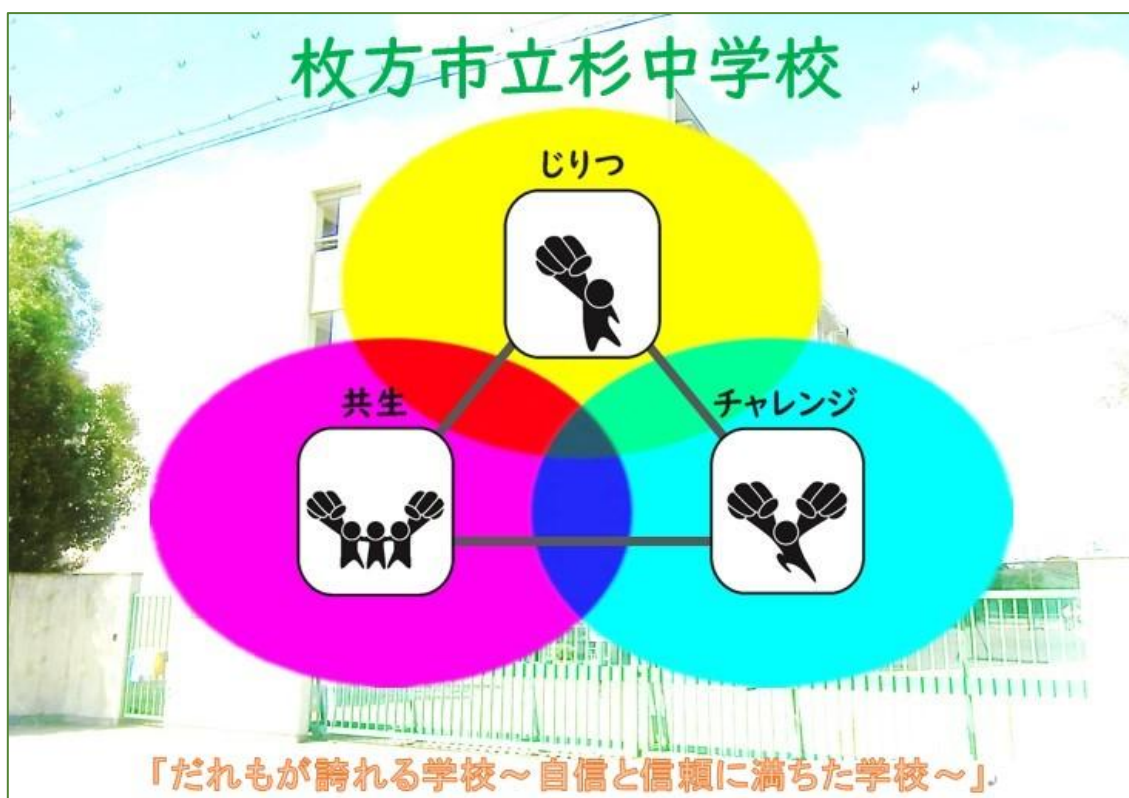 枚方市立杉中学校
じりつ
共生
チャレンジ
「だれもが誇れる学校～自信と信頼に満ちた学校～」